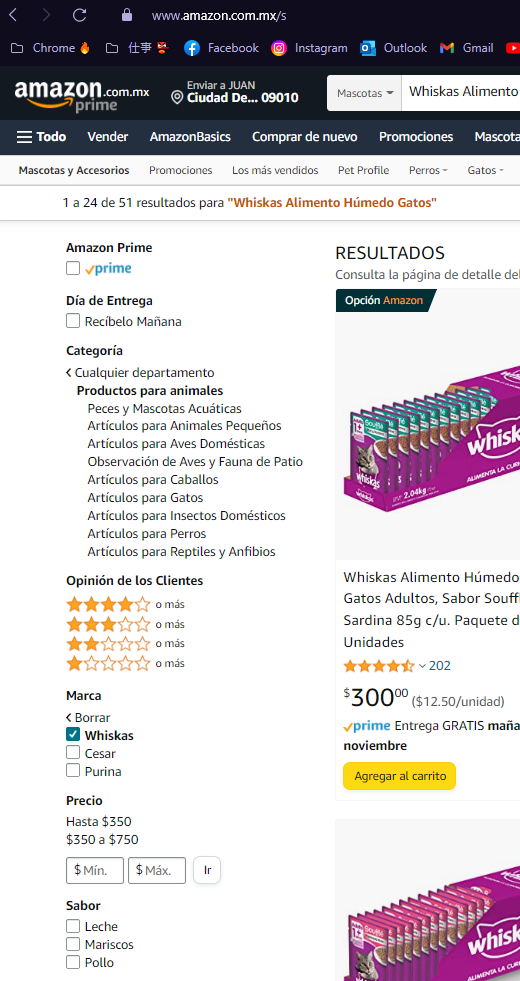 www.amazon.com.mx/s
Chrome 仕事 Facebook Instagram Outlook Gmail
amazon.com.mx
prime
Enviar a JUAN
Ciudad De... 09010
Mascotas
Whiskas Alimento
Todo Vender AmazonBasics Comprar de nuevo Promociones Mascota
Mascotas y Accesorios Promociones Los más vendidos Pet Profile Perros Gatos
1 a 24 de 51 resultados para "Whiskas Alimento Húmedo Gatos"
Amazon Prime
prime
Día de Entrega
Recíbelo Mañana
Categoría
Cualquier departamento
Productos para animales
Peces y Mascotas Acuáticas
Artículos para Animales Pequeños
Artículos para Aves Domésticas
Observación de Aves y Fauna de Patio
Artículos para Caballos
Artículos para Gatos
Artículos para Insectos Domésticos
Artículos para Perros
Artículos para Reptiles y Anfibios
Opinión de los Clientes
o más
o más
o más
o más
Marca
Borrar
Whiskas
Cesar
Purina
Precio
Hasta $350
$350 a $750
$ Mín. $ Máx. Ir
Sabor
Leche
Mariscos
Pollo
RESULTADOS
Consulta la página de detalle del
Opción Amazon
Soufflé
1+
whiskas
whisk
ALIMENTA LA CUR
2.04kg
Whiskas Alimento Húmedo
Gatos Adultos, Sabor Souffl
Sardina 85g c/u. Paquete d
Unidades
202
$30000 ($12.50/unidad)
prime Entrega GRATIS maña
noviembre
Agregar al carrito
Soufflé
1+
whisk
ALIMENTA LA CUR